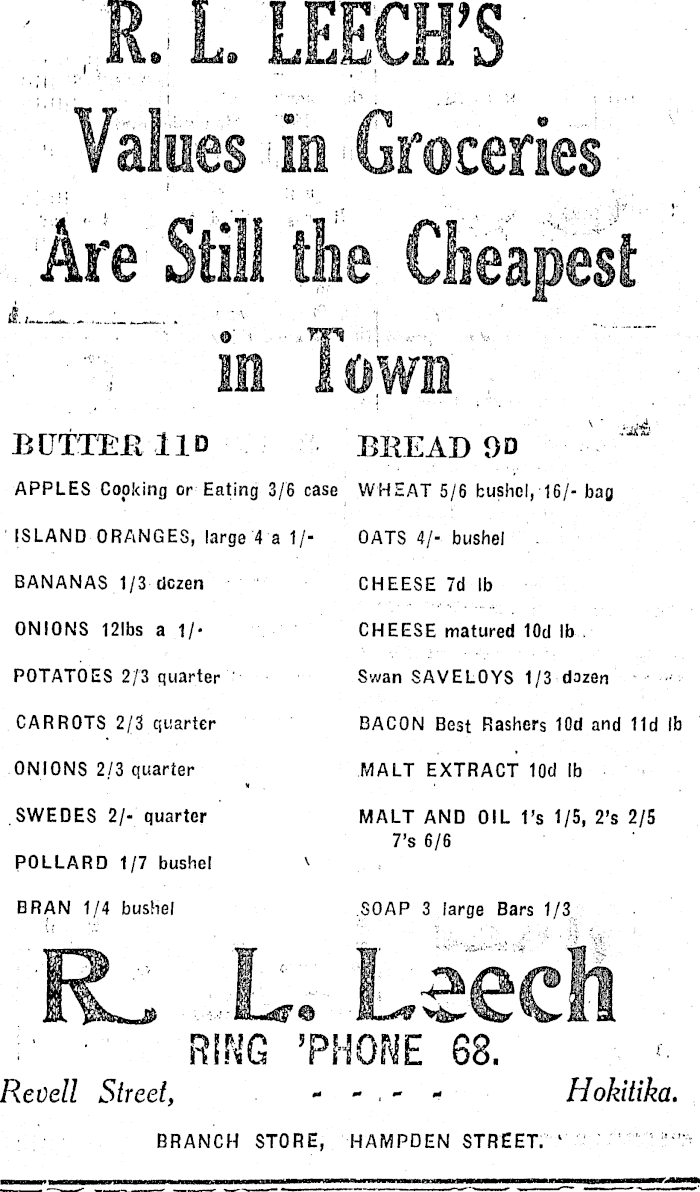 R. L. LEECH'S
Values in Groceries
Are Still the Cheapest
in Town
BUTTER 11D
APPLES Cooking or Eating 3/6 case
ISLAND ORANGES, large 4 a 1/-
BANANAS 1/3 dozen
ONIONS 12lbs a 1/-
POTATOES 2/3 quarter
CARROTS 2/3 quarter
ONIONS 2/3 quarter
SWEDES 2/- quarter
POLLARD 1/7 bushel
BRAN 1/4 bushel
BREAD 9D
WHEAT 5/6 bushel, 16/- bag
OATS 4/- bushel
CHEESE 7d lb
CHEESE matured 10d lb
Swan SAVELOYS 1/3 dozen
BACON Best Rashers 10d and 11d lb
MALT EXTRACT 10d lb
MALT AND OIL 1's 1/5, 2's 2/5
7's 6/6
SOAP 3 large Bars 1/3
R. L. Leech
RING 'PHONE 68.
Revell Street, - - - - Hokitika.
BRANCH STORE, HAMPDEN STREET.